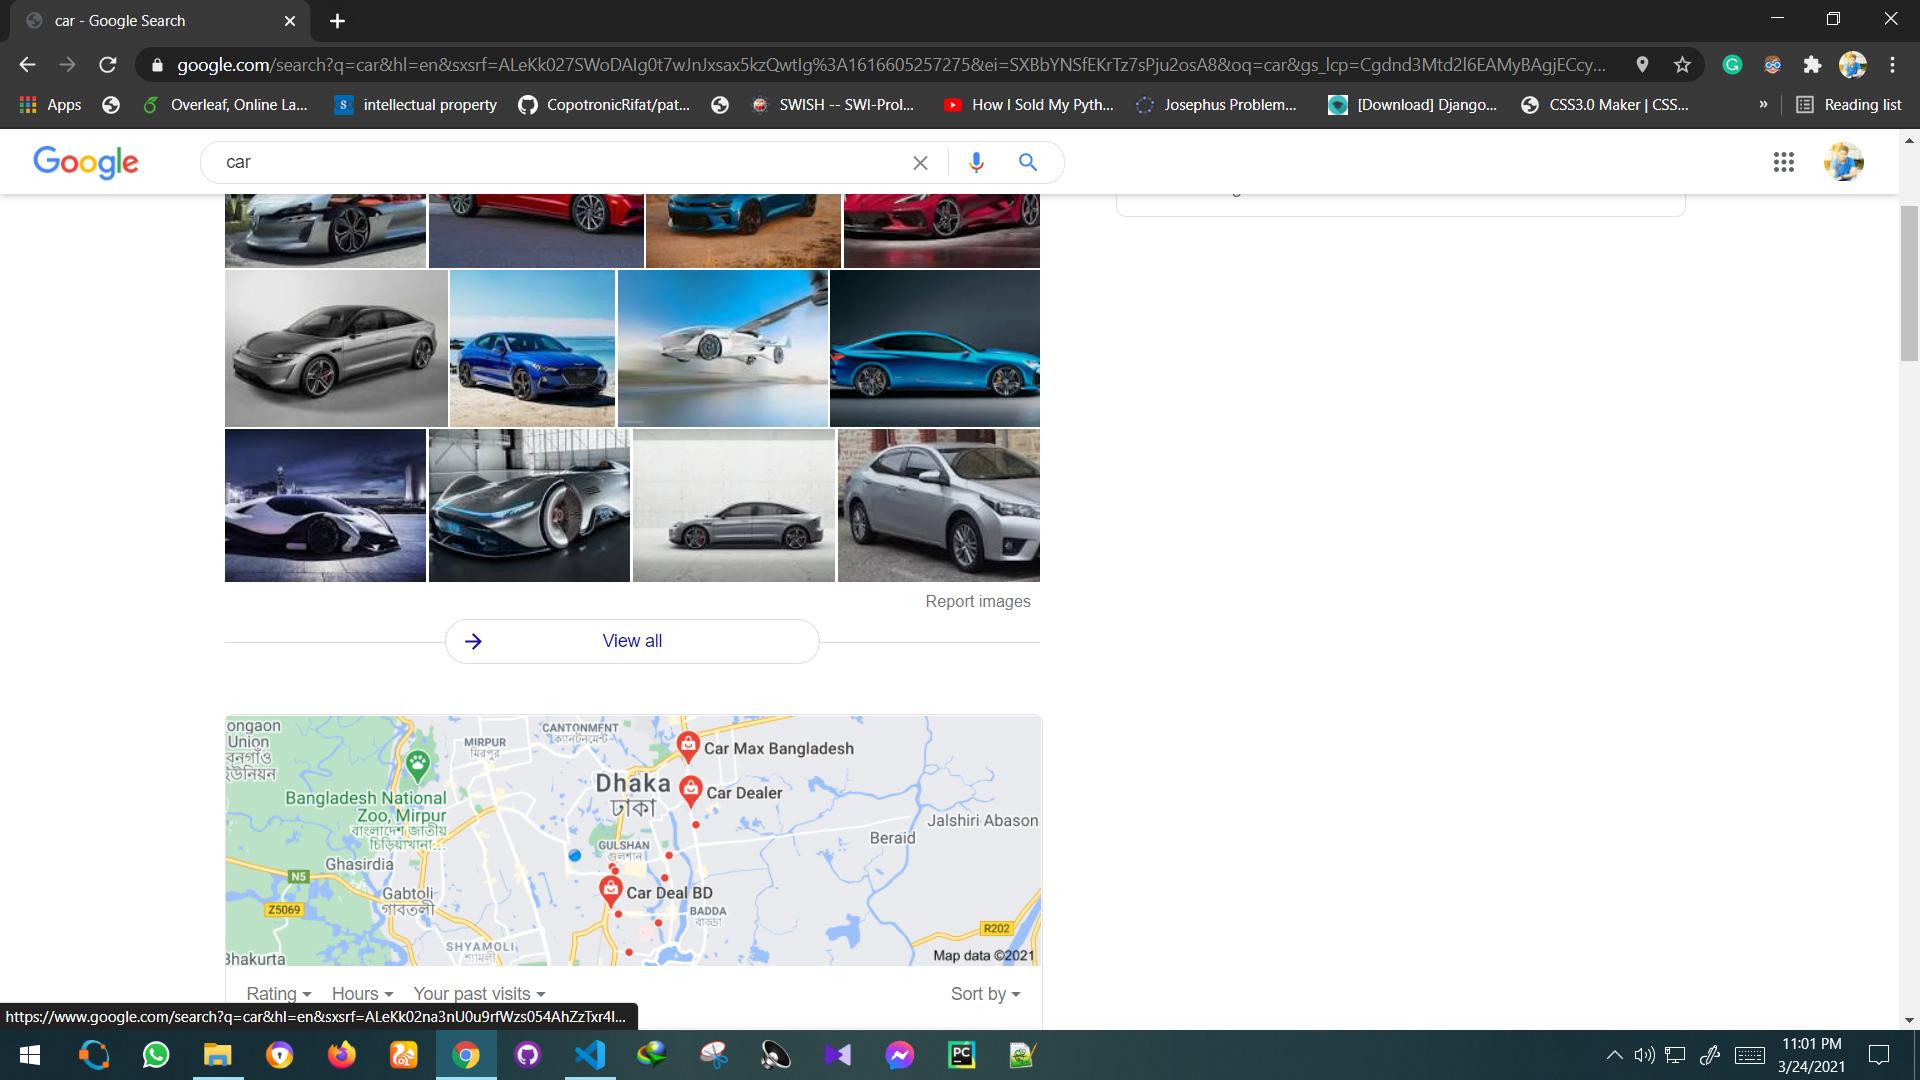 car - Google Search
google.com/search?q=car&hl=en&sxsrf=ALeKk027SWoDAlg0t7wJnJxsax5kzQwtIg%3A1616605257275&ei=SXBbYNSfEKrTz7sPju2osA8&oq=car&gs_lcp=Cgdnd3Mtd2l6EAMyBAgjECcy...
Apps Overleaf, Online La... intellectual property CopotronicRifat/pat... SWISH -- SWI-Prol... How I Sold My Pyth... Josephus Problem... [Download] Django... CSS3.0 Maker | CSS... » Reading list
Google car
Report images
View all
ongaon
Union
বনগাঁও
ইউনিয়ন
MIRPUR
মিরপুর
CANTONMENT
ক্যানটনমেন্ট
Car Max Bangladesh
Dhaka
ঢাকা
Car Dealer
Bangladesh National
Zoo, Mirpur
বাংলাদেশ জাতীয়
চিড়িয়াখানা...
Jalshiri Abason
Beraid
GULSHAN
গুলশান
Ghasirdia
N5
Gabtoli
গাবতলী
Z5069
Car Deal BD
BADDA
বাড্ডা
R202
SHYAMOLI
শ্যামলী
Bhakurta
Map data ©2021
Rating Hours Your past visits Sort by
https://www.google.com/search?q=car&hl=en&sxsrf=ALeKk02na3nU0u9rfWzs054AhZzTxr4I...
PC
11:01 PM
3/24/2021